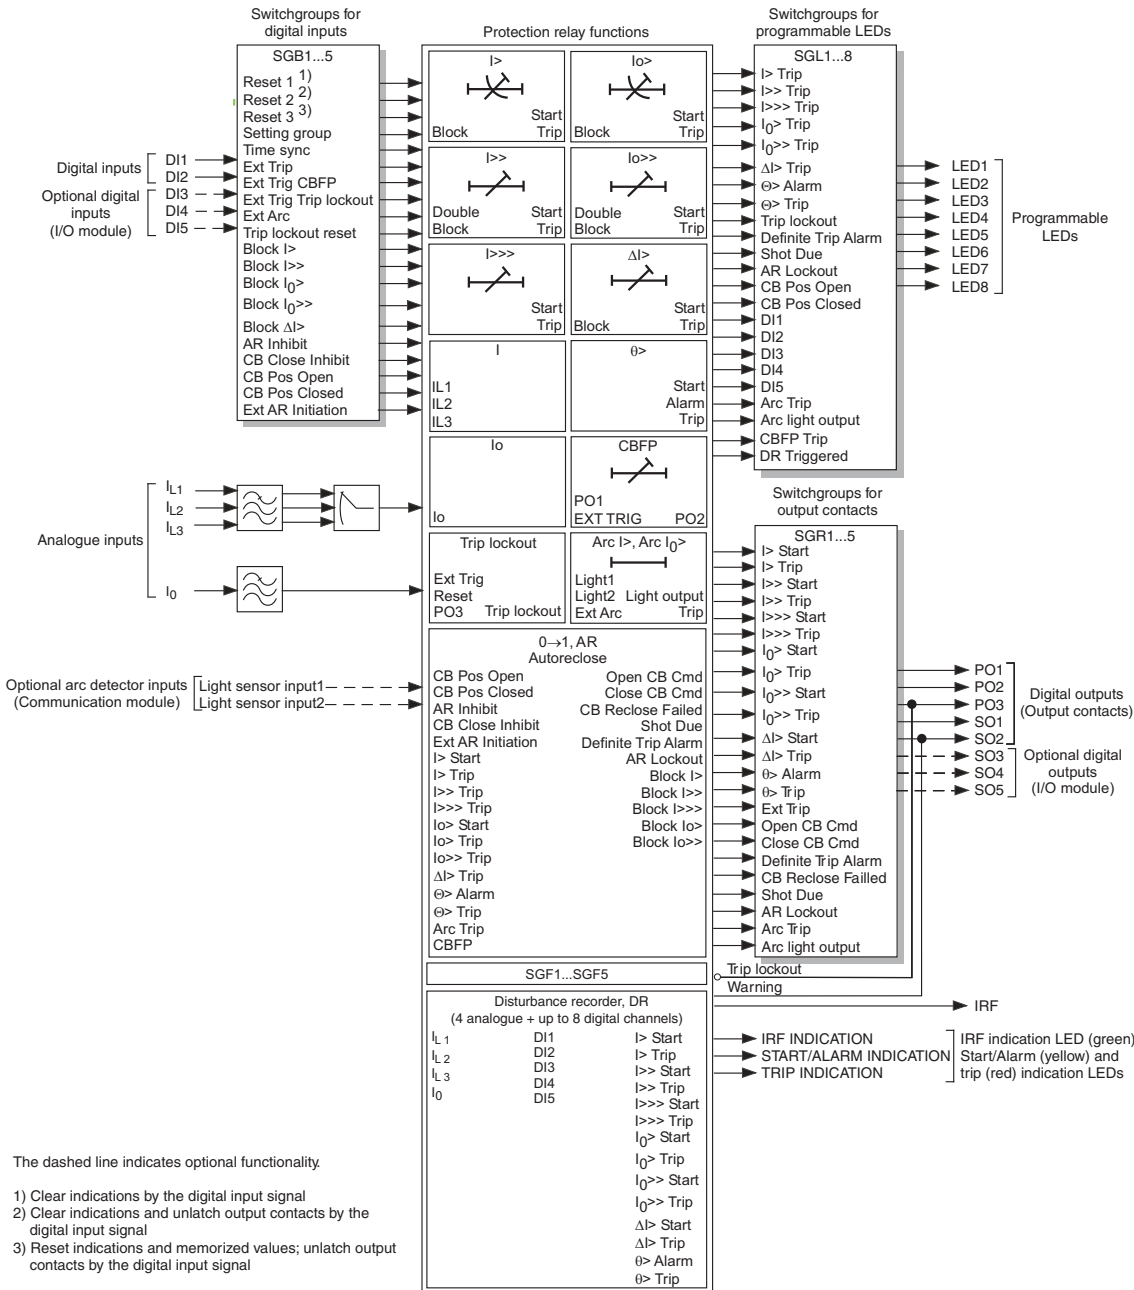 Switchgroups for
digital inputs
SGB1...5
Reset 1 1)
Reset 2 2)
Reset 3 3)
Setting group
Time sync
Ext Trip
Ext Trig CBFP
Ext Trig Trip lockout
Ext Arc
Trip lockout reset
Block I>
Block I>>
Block I0>
Block I0>>
Block ΔI>
AR Inhibit
CB Close Inhibit
CB Pos Open
CB Pos Closed
Ext AR Initiation
Digital inputs
DI1
DI2
Optional digital
inputs
(I/O module)
DI3
DI4
DI5
Analogue inputs
IL1
IL2
IL3
I0
Optional arc detector inputs
(Communication module)
Light sensor input1
Light sensor input2
Protection relay functions
I>
Start
Block Trip
Io>
Start
Block Trip
I>>
Double Start
Block Trip
Io>>
Double Start
Block Trip
I>>>
Start
Trip
ΔI>
Start
Block Trip
I
IL1
IL2
IL3
θ>
Start
Alarm
Trip
Io
Io
CBFP
PO1
EXT TRIG PO2
Trip lockout
Ext Trig
Reset
PO3 Trip lockout
Arc I>, Arc I0>
Light1
Light2 Light output
Ext Arc Trip
0→1, AR
Autoreclose
CB Pos Open
CB Pos Closed
AR Inhibit
CB Close Inhibit
Ext AR Initiation
I> Start
I> Trip
I>> Trip
I>>> Trip
Io> Start
Io> Trip
Io>> Trip
ΔI> Trip
Θ> Alarm
Θ> Trip
Arc Trip
CBFP
Open CB Cmd
Close CB Cmd
CB Reclose Failed
Shot Due
Definite Trip Alarm
AR Lockout
Block I>
Block I>>
Block I>>>
Block Io>
Block Io>>
SGF1...SGF5
Disturbance recorder, DR
(4 analogue + up to 8 digital channels)
IL 1
IL 2
IL 3
I0
DI1
DI2
DI3
DI4
DI5
I> Start
I> Trip
I>> Start
I>> Trip
I>>> Start
I>>> Trip
I0> Start
I0> Trip
I0>> Start
I0>> Trip
ΔI> Start
ΔI> Trip
θ> Alarm
θ> Trip
Switchgroups for
programmable LEDs
SGL1...8
I> Trip
I>> Trip
I>>> Trip
I0> Trip
I0>> Trip
ΔI> Trip
Θ> Alarm
Θ> Trip
Trip lockout
Definite Trip Alarm
Shot Due
AR Lockout
CB Pos Open
CB Pos Closed
DI1
DI2
DI3
DI4
DI5
Arc Trip
Arc light output
CBFP Trip
DR Triggered
LED1
LED2
LED3
LED4
LED5
LED6
LED7
LED8
Programmable
LEDs
Switchgroups for
output contacts
SGR1...5
I> Start
I> Trip
I>> Start
I>> Trip
I>>> Start
I>>> Trip
I0> Start
I0> Trip
I0>> Start
I0>> Trip
ΔI> Start
ΔI> Trip
θ> Alarm
θ> Trip
Ext Trip
Open CB Cmd
Close CB Cmd
Definite Trip Alarm
CB Reclose Failled
Shot Due
AR Lockout
Arc Trip
Arc light output
PO1
PO2
PO3
SO1
SO2
SO3
SO4
SO5
Digital outputs
(Output contacts)
Optional digital
outputs
(I/O module)
Trip lockout
Warning
IRF
IRF INDICATION
START/ALARM INDICATION
TRIP INDICATION
IRF indication LED (green)
Start/Alarm (yellow) and
trip (red) indication LEDs
The dashed line indicates optional functionality.
1) Clear indications by the digital input signal
2) Clear indications and unlatch output contacts by the
digital input signal
3) Reset indications and memorized values; unlatch output
contacts by the digital input signal